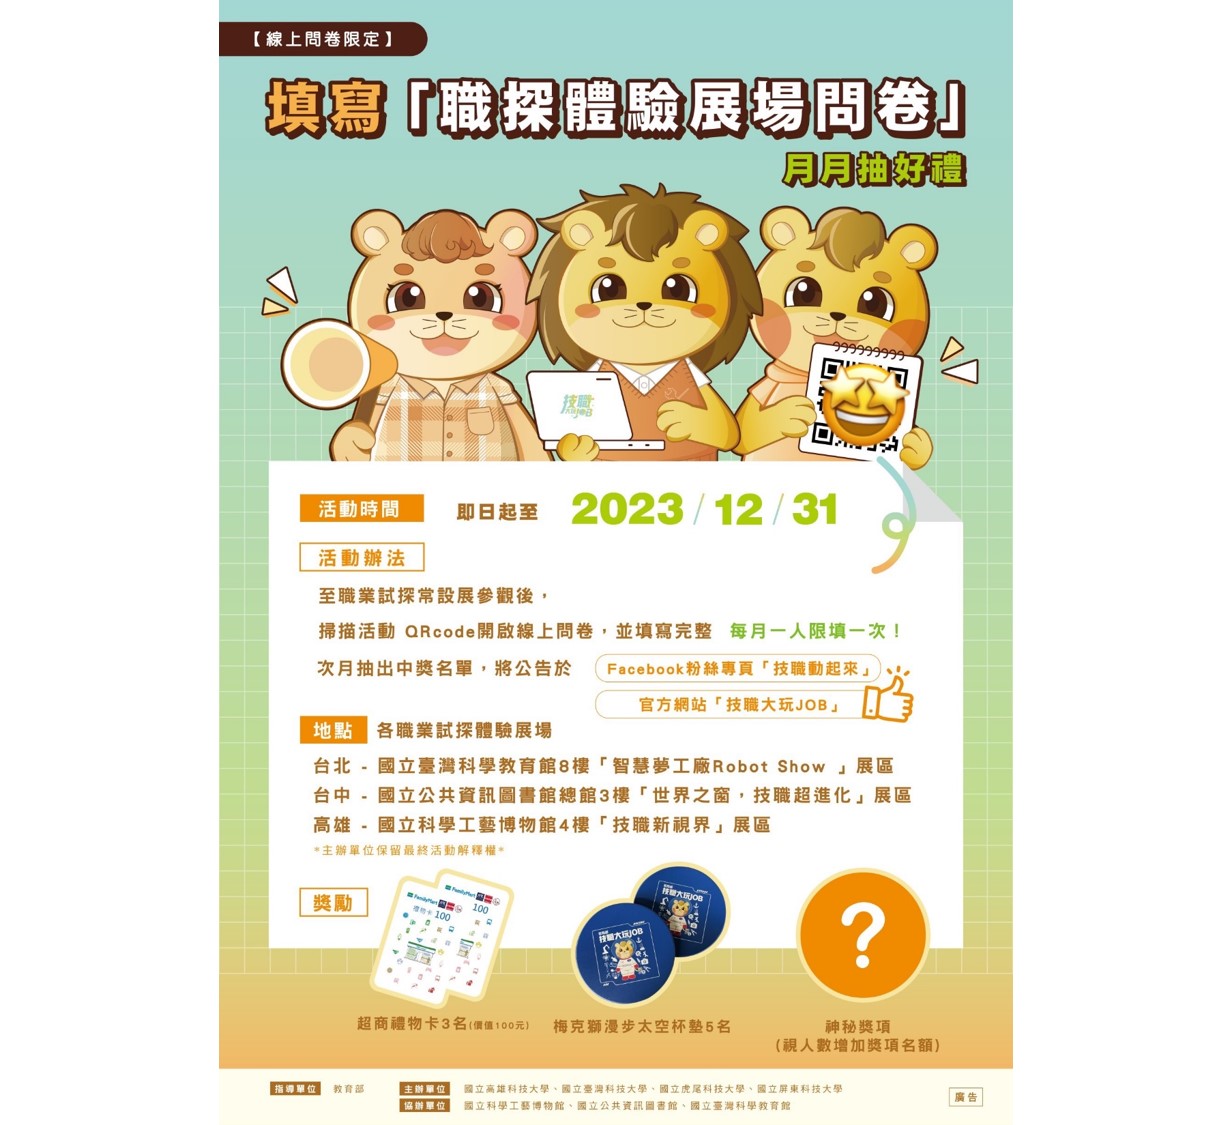 【線上問卷限定】
填寫「職探體驗展場問卷」
月月抽好禮
技職
大玩JOB
活動時間 即日起至 2023/12/31
活動辦法
至職業試探常設展參觀後，
掃描活動 QRcode開啟線上問卷，並填寫完整 每月一人限填一次！
次月抽出中獎名單，將公告於 Facebook粉絲專頁「技職動起來」
官方網站「技職大玩JOB」
地點 各職業試探體驗展場
台北 - 國立臺灣科學教育館8樓「智慧夢工廠Robot Show 」展區
台中 - 國立公共資訊圖書館總館3樓「世界之窗，技職超進化」展區
高雄 - 國立科學工藝博物館4樓「技職新視界」展區
*主辦單位保留最終活動解釋權*
獎勵
FamilyMart
100
FamilyMart
禮物卡 100
技職大玩JOB
技職大玩JOB
?
超商禮物卡3名(價值100元)
梅克獅漫步太空杯墊5名
神秘獎項
(視人數增加獎項名額)
指導單位 教育部
主辦單位 國立高雄科技大學、國立臺灣科技大學、國立虎尾科技大學、國立屏東科技大學
協辦單位 國立科學工藝博物館、國立公共資訊圖書館、國立臺灣科學教育館
廣告